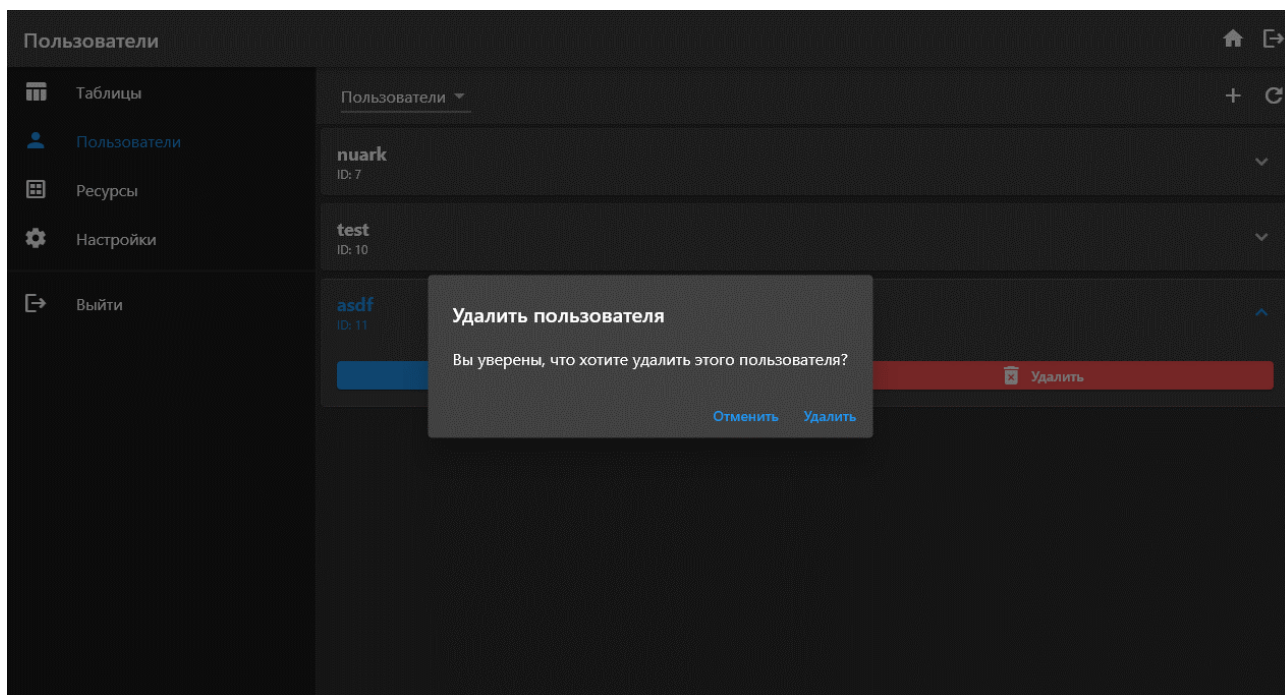 Пользователи
Таблицы
Пользователи
Ресурсы
Настройки
Выйти
Пользователи
nuark
ID: 7
test
ID: 10
asdf
ID: 11
Удалить
Удалить пользователя
Вы уверены, что хотите удалить этого пользователя?
Отменить Удалить